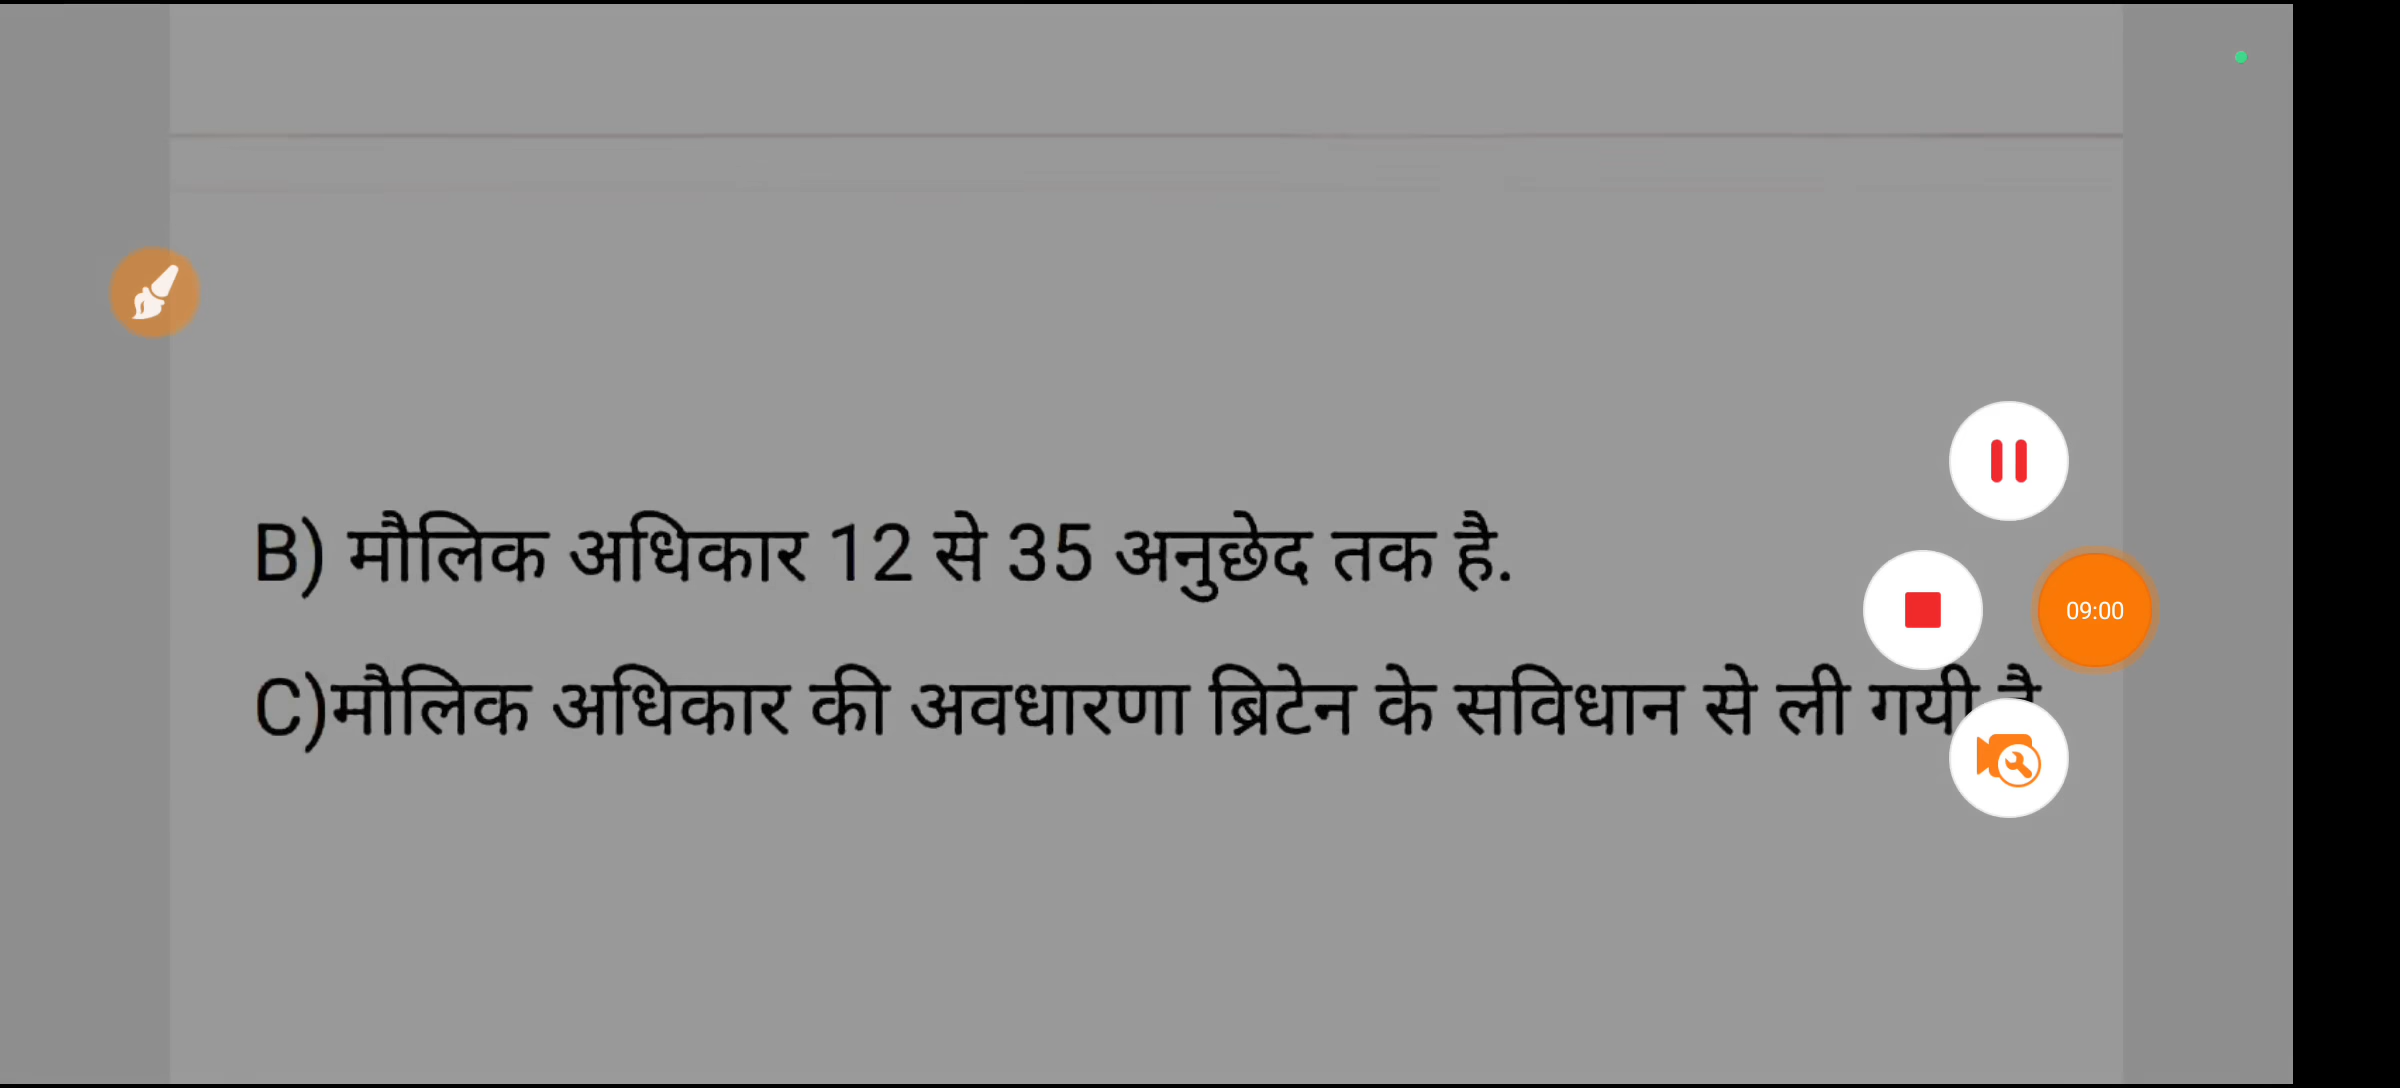 B) मौलिक अधिकार 12 से 35 अनुछेद तक है.
C)मौलिक अधिकार की अवधारणा ब्रिटेन के सविधान से ली गयी
09:00